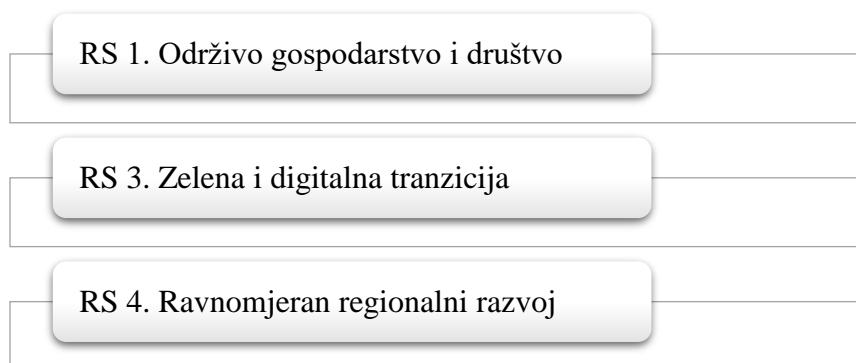 RS 1. Održivo gospodarstvo i društvo
RS 3. Zelena i digitalna tranzicija
RS 4. Ravnomjeran regionalni razvoj